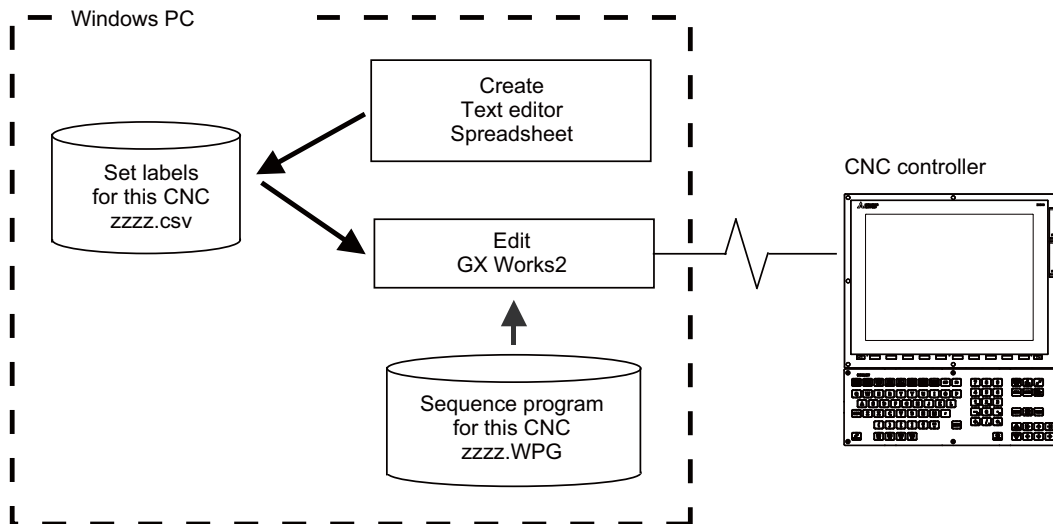 Windows PC
Create
Text editor
Spreadsheet
Set labels
for this CNC
zzzz.csv
CNC controller
Edit
GX Works2
Sequence program
for this CNC
zzzz.WPG